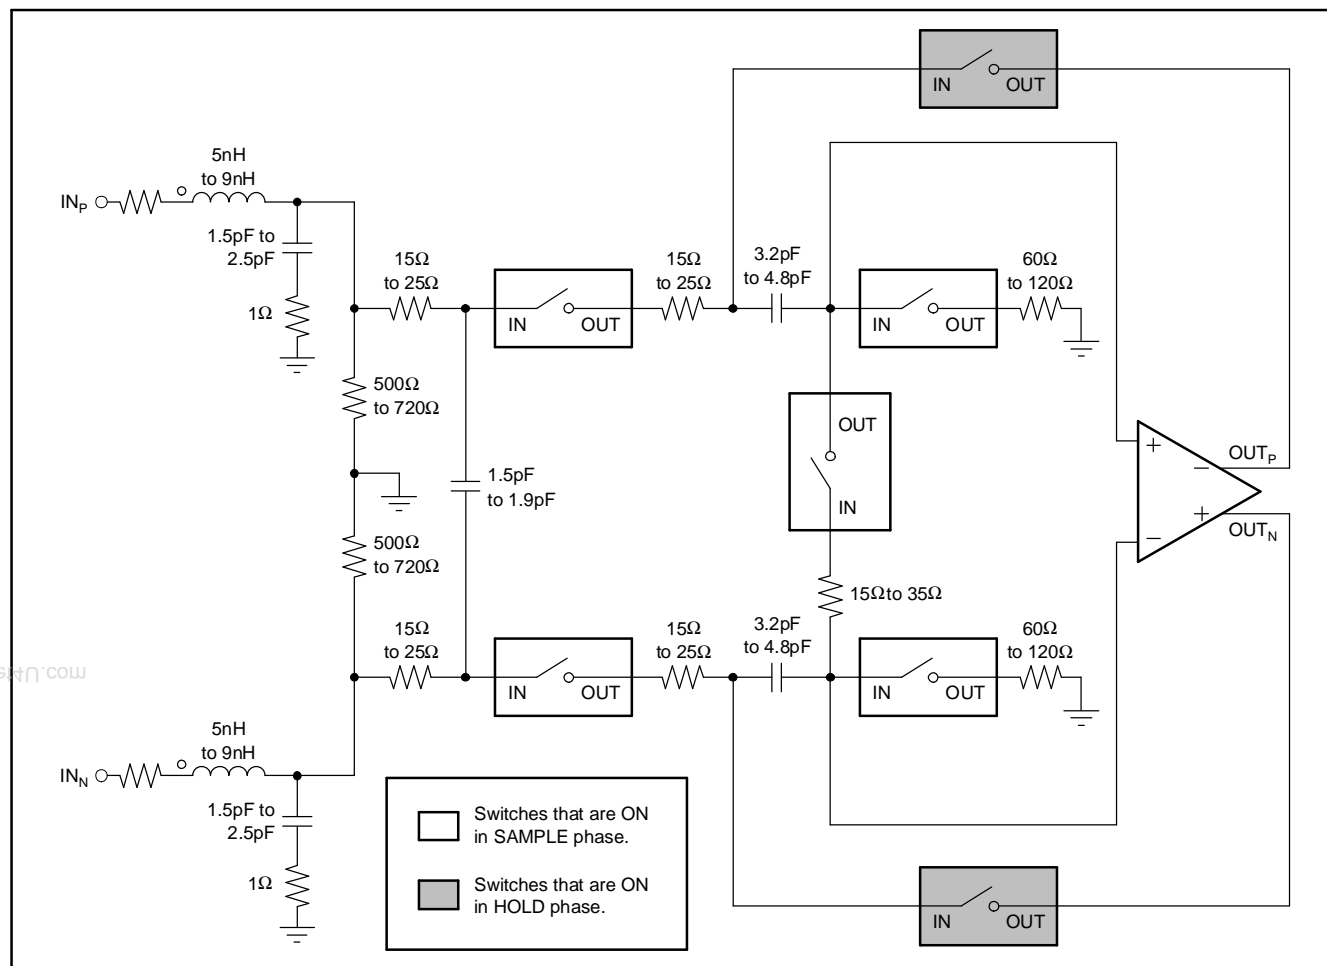 IN OUT
5nH
to 9nH
IN_P
1.5pF to
2.5pF
1Ω
15Ω
to 25Ω
IN OUT
15Ω
to 25Ω
3.2pF
to 4.8pF
IN OUT
60Ω
to 120Ω
500Ω
to 720Ω
OUT
IN
1.5pF
to 1.9pF
+
−
−
+
OUT_P
OUT_N
500Ω
to 720Ω
15Ω to 35Ω
15Ω
to 25Ω
IN OUT
15Ω
to 25Ω
3.2pF
to 4.8pF
IN OUT
60Ω
to 120Ω
et4U.com
5nH
to 9nH
IN_N
1.5pF to
2.5pF
1Ω
Switches that are ON
in SAMPLE phase.
Switches that are ON
in HOLD phase.
IN OUT